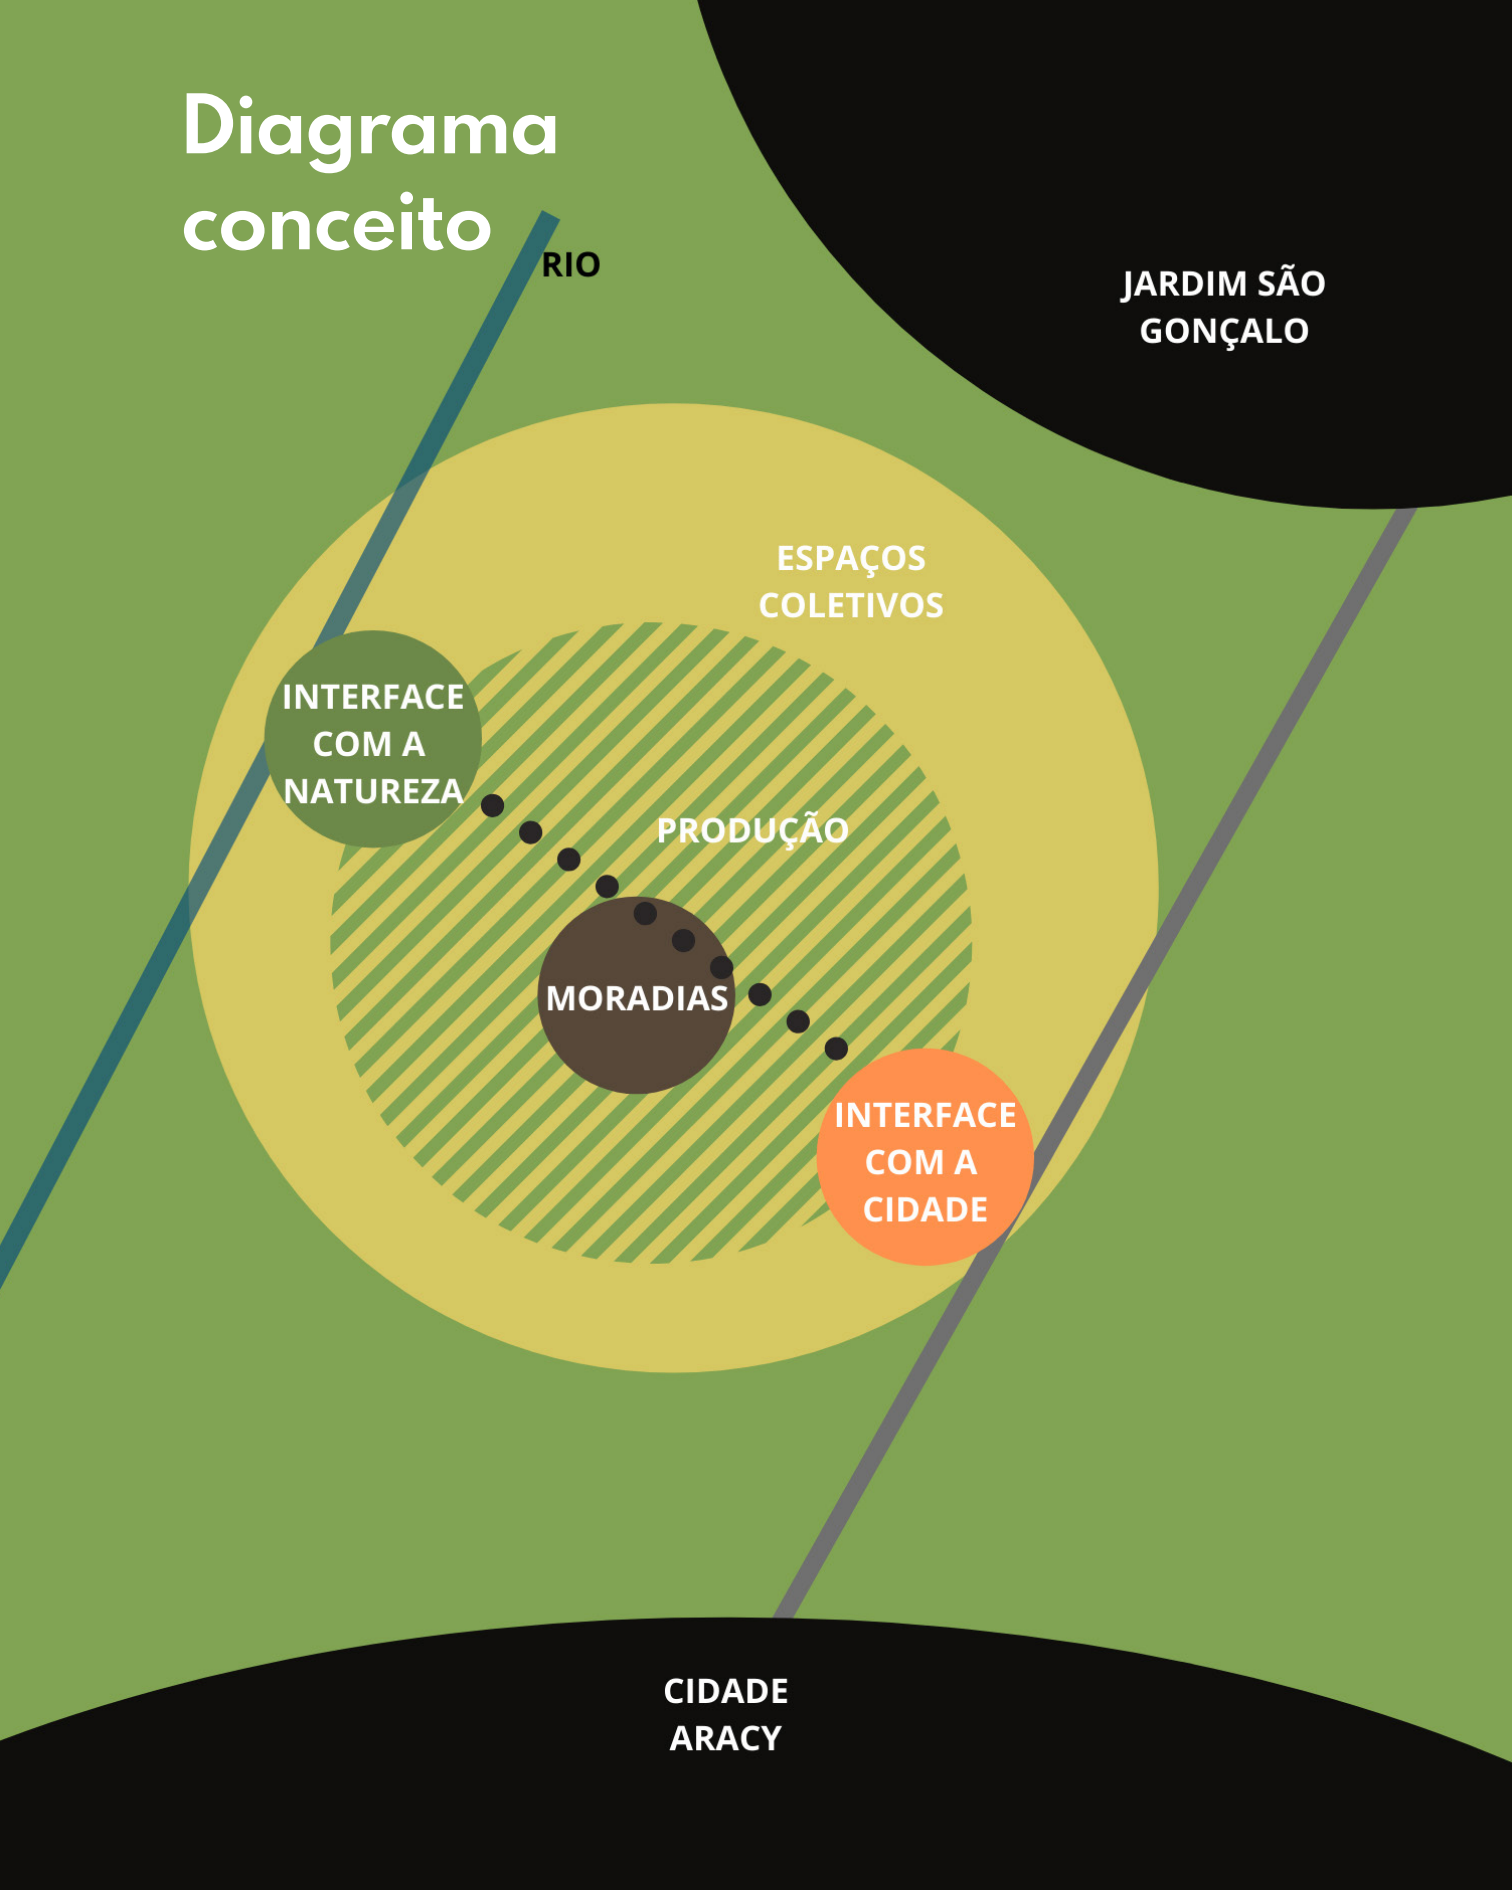 Diagrama
conceito
RIO
JARDIM SÃO
GONÇALO
ESPAÇOS
COLETIVOS
INTERFACE
COM A
NATUREZA
PRODUÇÃO
MORADIAS
INTERFACE
COM A
CIDADE
CIDADE
ARACY